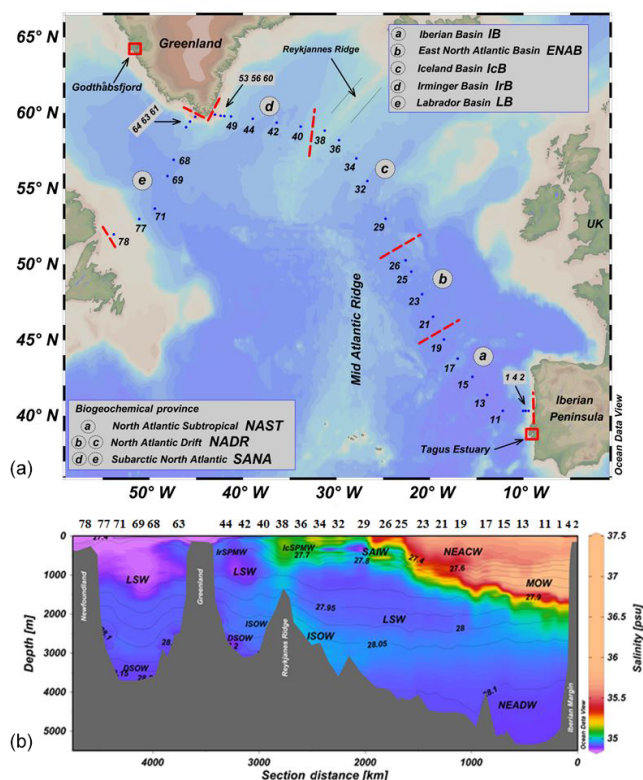 65°N
60°N
55°N
50°N
45°N
40°N
50°W
40°W
30°W
20°W
10°W
Greenland
Godthåbsfjord
Reykjannes Ridge
53 56 60
64 63 61
d
49
44
42
40
38
36
34
32
c
29
68
69
e
71
77
78
UK
26
25
23
21
19
17
15
13
11
b
a
1 4 2
Mid Atlantic Ridge
Iberian
Peninsula
Tagus Estuary
Ocean Data View
a Iberian Basin IB
b East North Atlantic Basin ENAB
c Iceland Basin IcB
d Irminger Basin IrB
e Labrador Basin LB
Biogeochemical province
a North Atlantic Subtropical NAST
b c North Atlantic Drift NADR
d e Subarctic North Atlantic SANA
(a)
78 77 71 69 68 63 44 42 40 38 36 34 32 29 26 25 23 21 19 17 15 13 11 1 4 2
0
1000
2000
3000
4000
5000
Depth [m]
27.4
IrSPMW
IcSPMW
27.7
SAIW
27.8
27.4
NEACW
27.6
MOW
27.9
LSW
LSW
LSW
27.95
28
28.05
28.1
28.1
ISOW
ISOW
DSOW
DSOW
NEADW
Newfoundland
Greenland
Reykjanes Ridge
Iberian Margin
Ocean Data View
4000 3000 2000 1000 0
Section distance [km]
37.5
37
36.5
36
35.5
35
Salinity [psu]
(b)